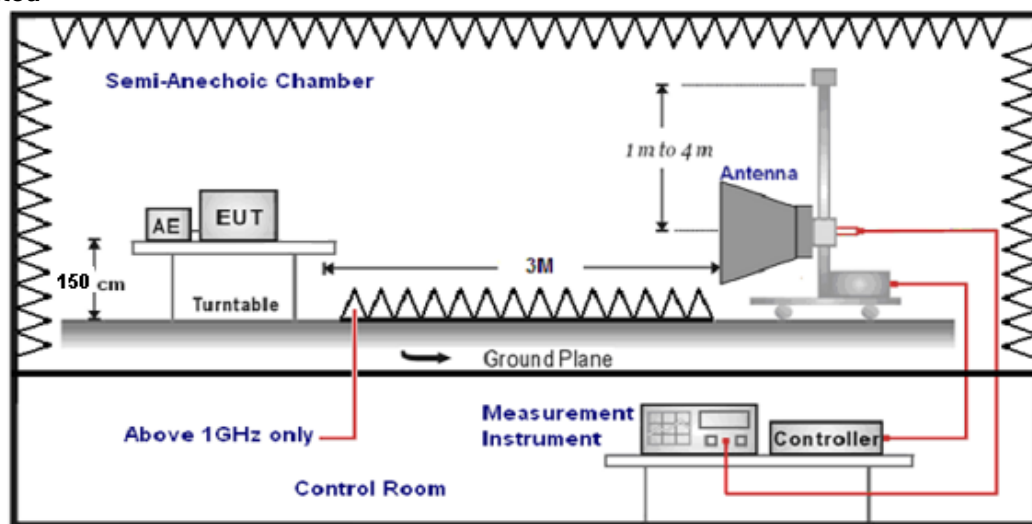 Semi-Anechoic Chamber
1 m to 4 m
Antenna
AE
EUT
3M
150 cm
Turntable
Ground Plane
Above 1GHz only
Measurement
Instrument
Controller
Control Room